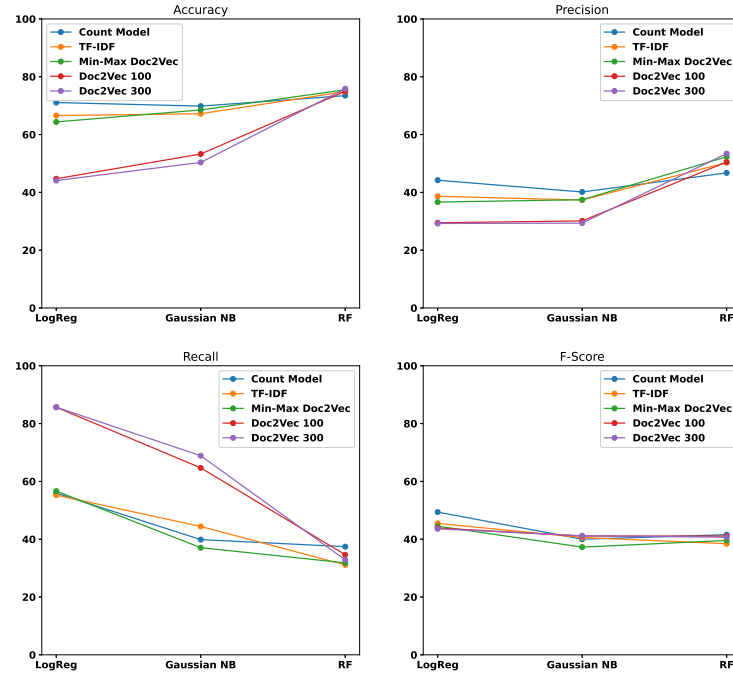 Accuracy
100
80
60
40
20
0
Count Model
TF-IDF
Min-Max Doc2Vec
Doc2Vec 100
Doc2Vec 300
LogReg Gaussian NB RF
Precision
100
80
60
40
20
0
Count Model
TF-IDF
Min-Max Doc2Vec
Doc2Vec 100
Doc2Vec 300
LogReg Gaussian NB RF
Recall
100
80
60
40
20
0
Count Model
TF-IDF
Min-Max Doc2Vec
Doc2Vec 100
Doc2Vec 300
LogReg Gaussian NB RF
F-Score
100
80
60
40
20
0
Count Model
TF-IDF
Min-Max Doc2Vec
Doc2Vec 100
Doc2Vec 300
LogReg Gaussian NB RF